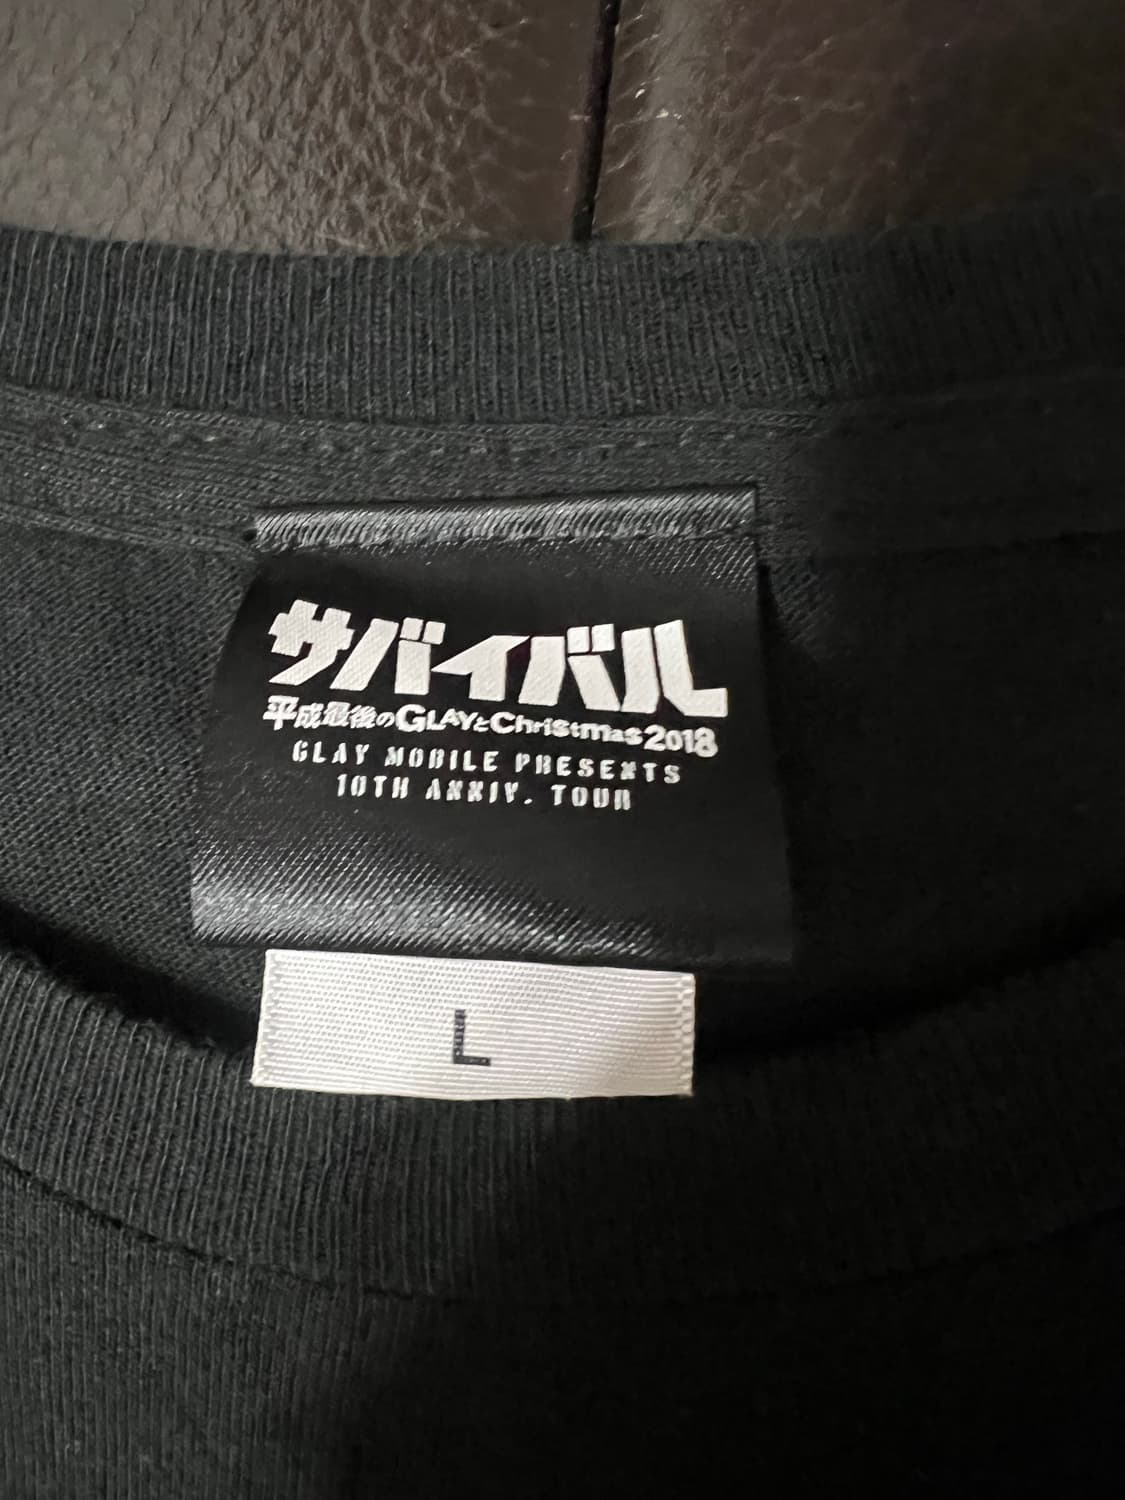 サバイバル
平成最後のGLAYとChristmas2018
GLAY MOBILE PRESENTS
10TH ANNIV. TOUR
L